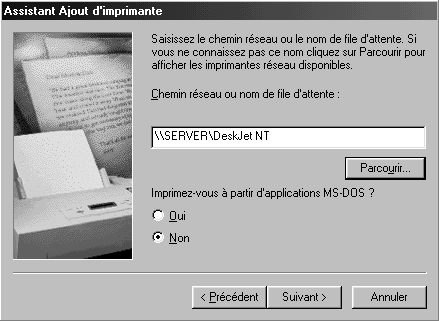 Assistant Ajout d'imprimante
Saisissez le chemin réseau ou le nom de file d'attente. Si
vous ne connaissez pas ce nom cliquez sur Parcourir pour
afficher les imprimantes réseau disponibles.
Chemin réseau ou nom de file d'attente :
\\SERVER\DeskJet NT
Parcourir...
Imprimez-vous à partir d'applications MS-DOS ?
Oui
Non
< Précédent
Suivant >
Annuler